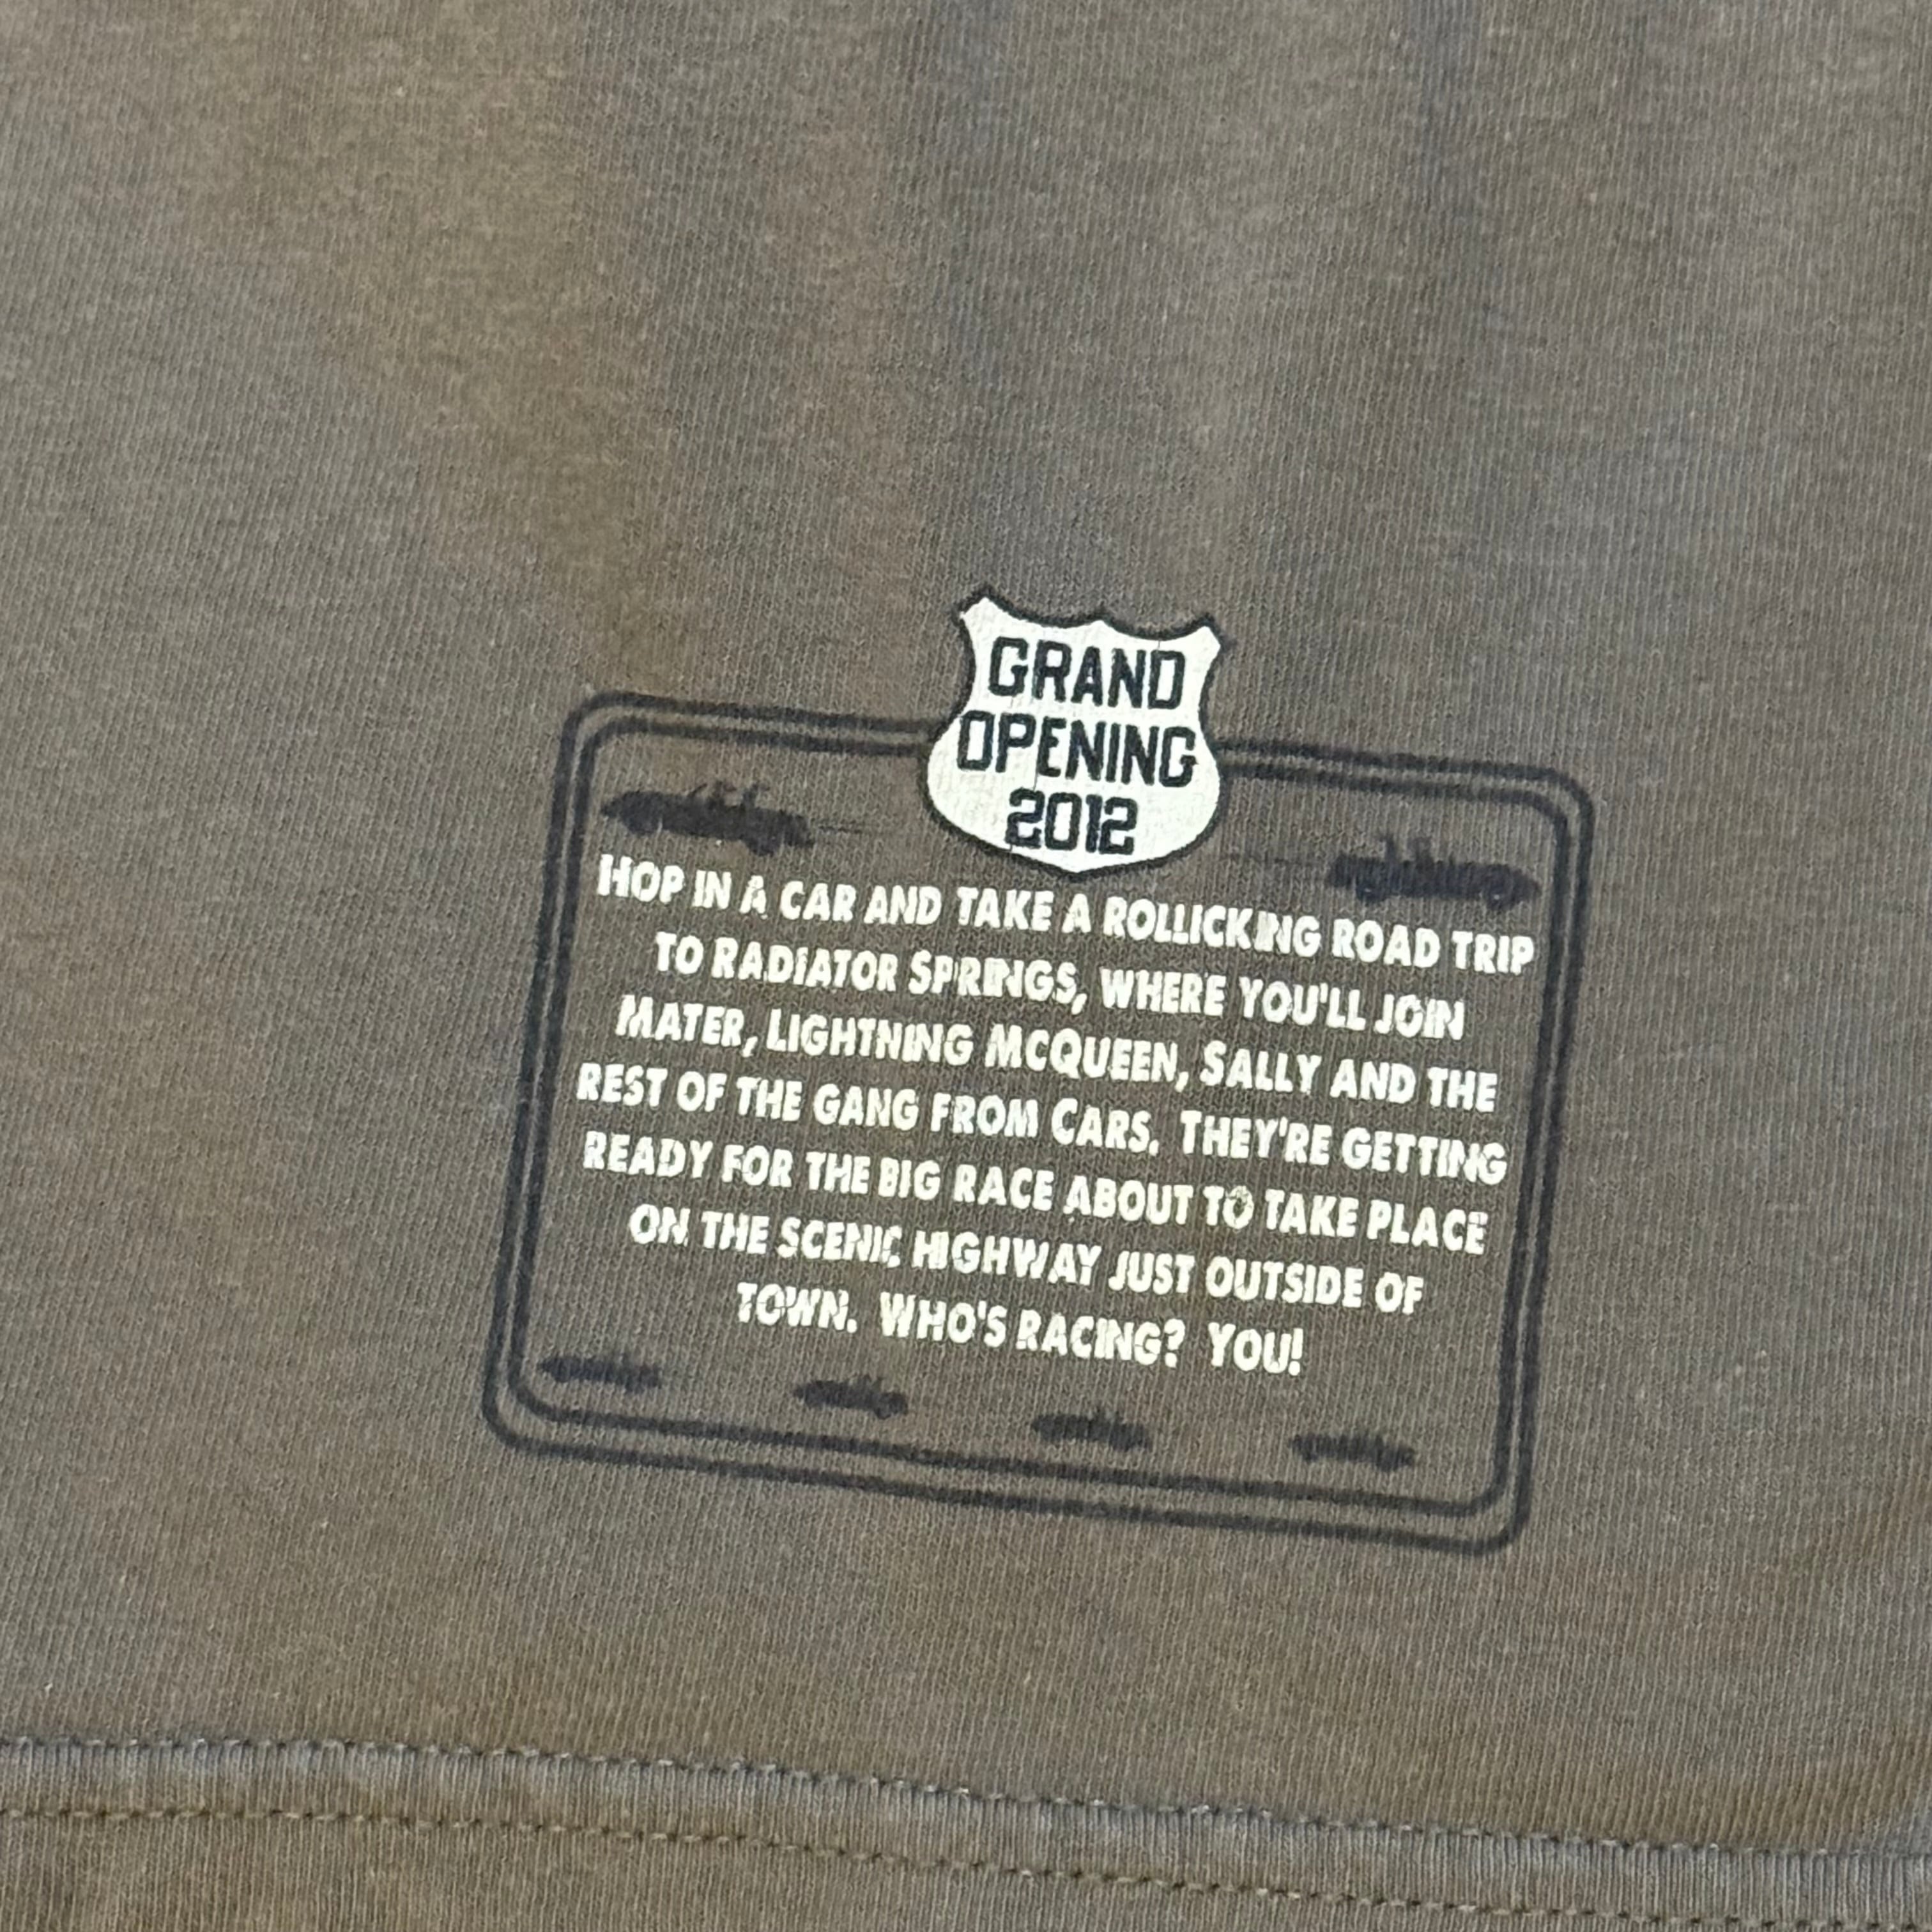 GRAND
OPENING
2012
HOP IN A CAR AND TAKE A ROLLICKING ROAD TRIP
TO RADIATOR SPRINGS, WHERE YOU'LL JOIN
MATER, LIGHTNING MCQUEEN, SALLY AND THE
REST OF THE GANG FROM CARS. THEY'RE GETTING
READY FOR THE BIG RACE ABOUT TO TAKE PLACE
ON THE SCENIC HIGHWAY JUST OUTSIDE OF
TOWN. WHO'S RACING? YOU!